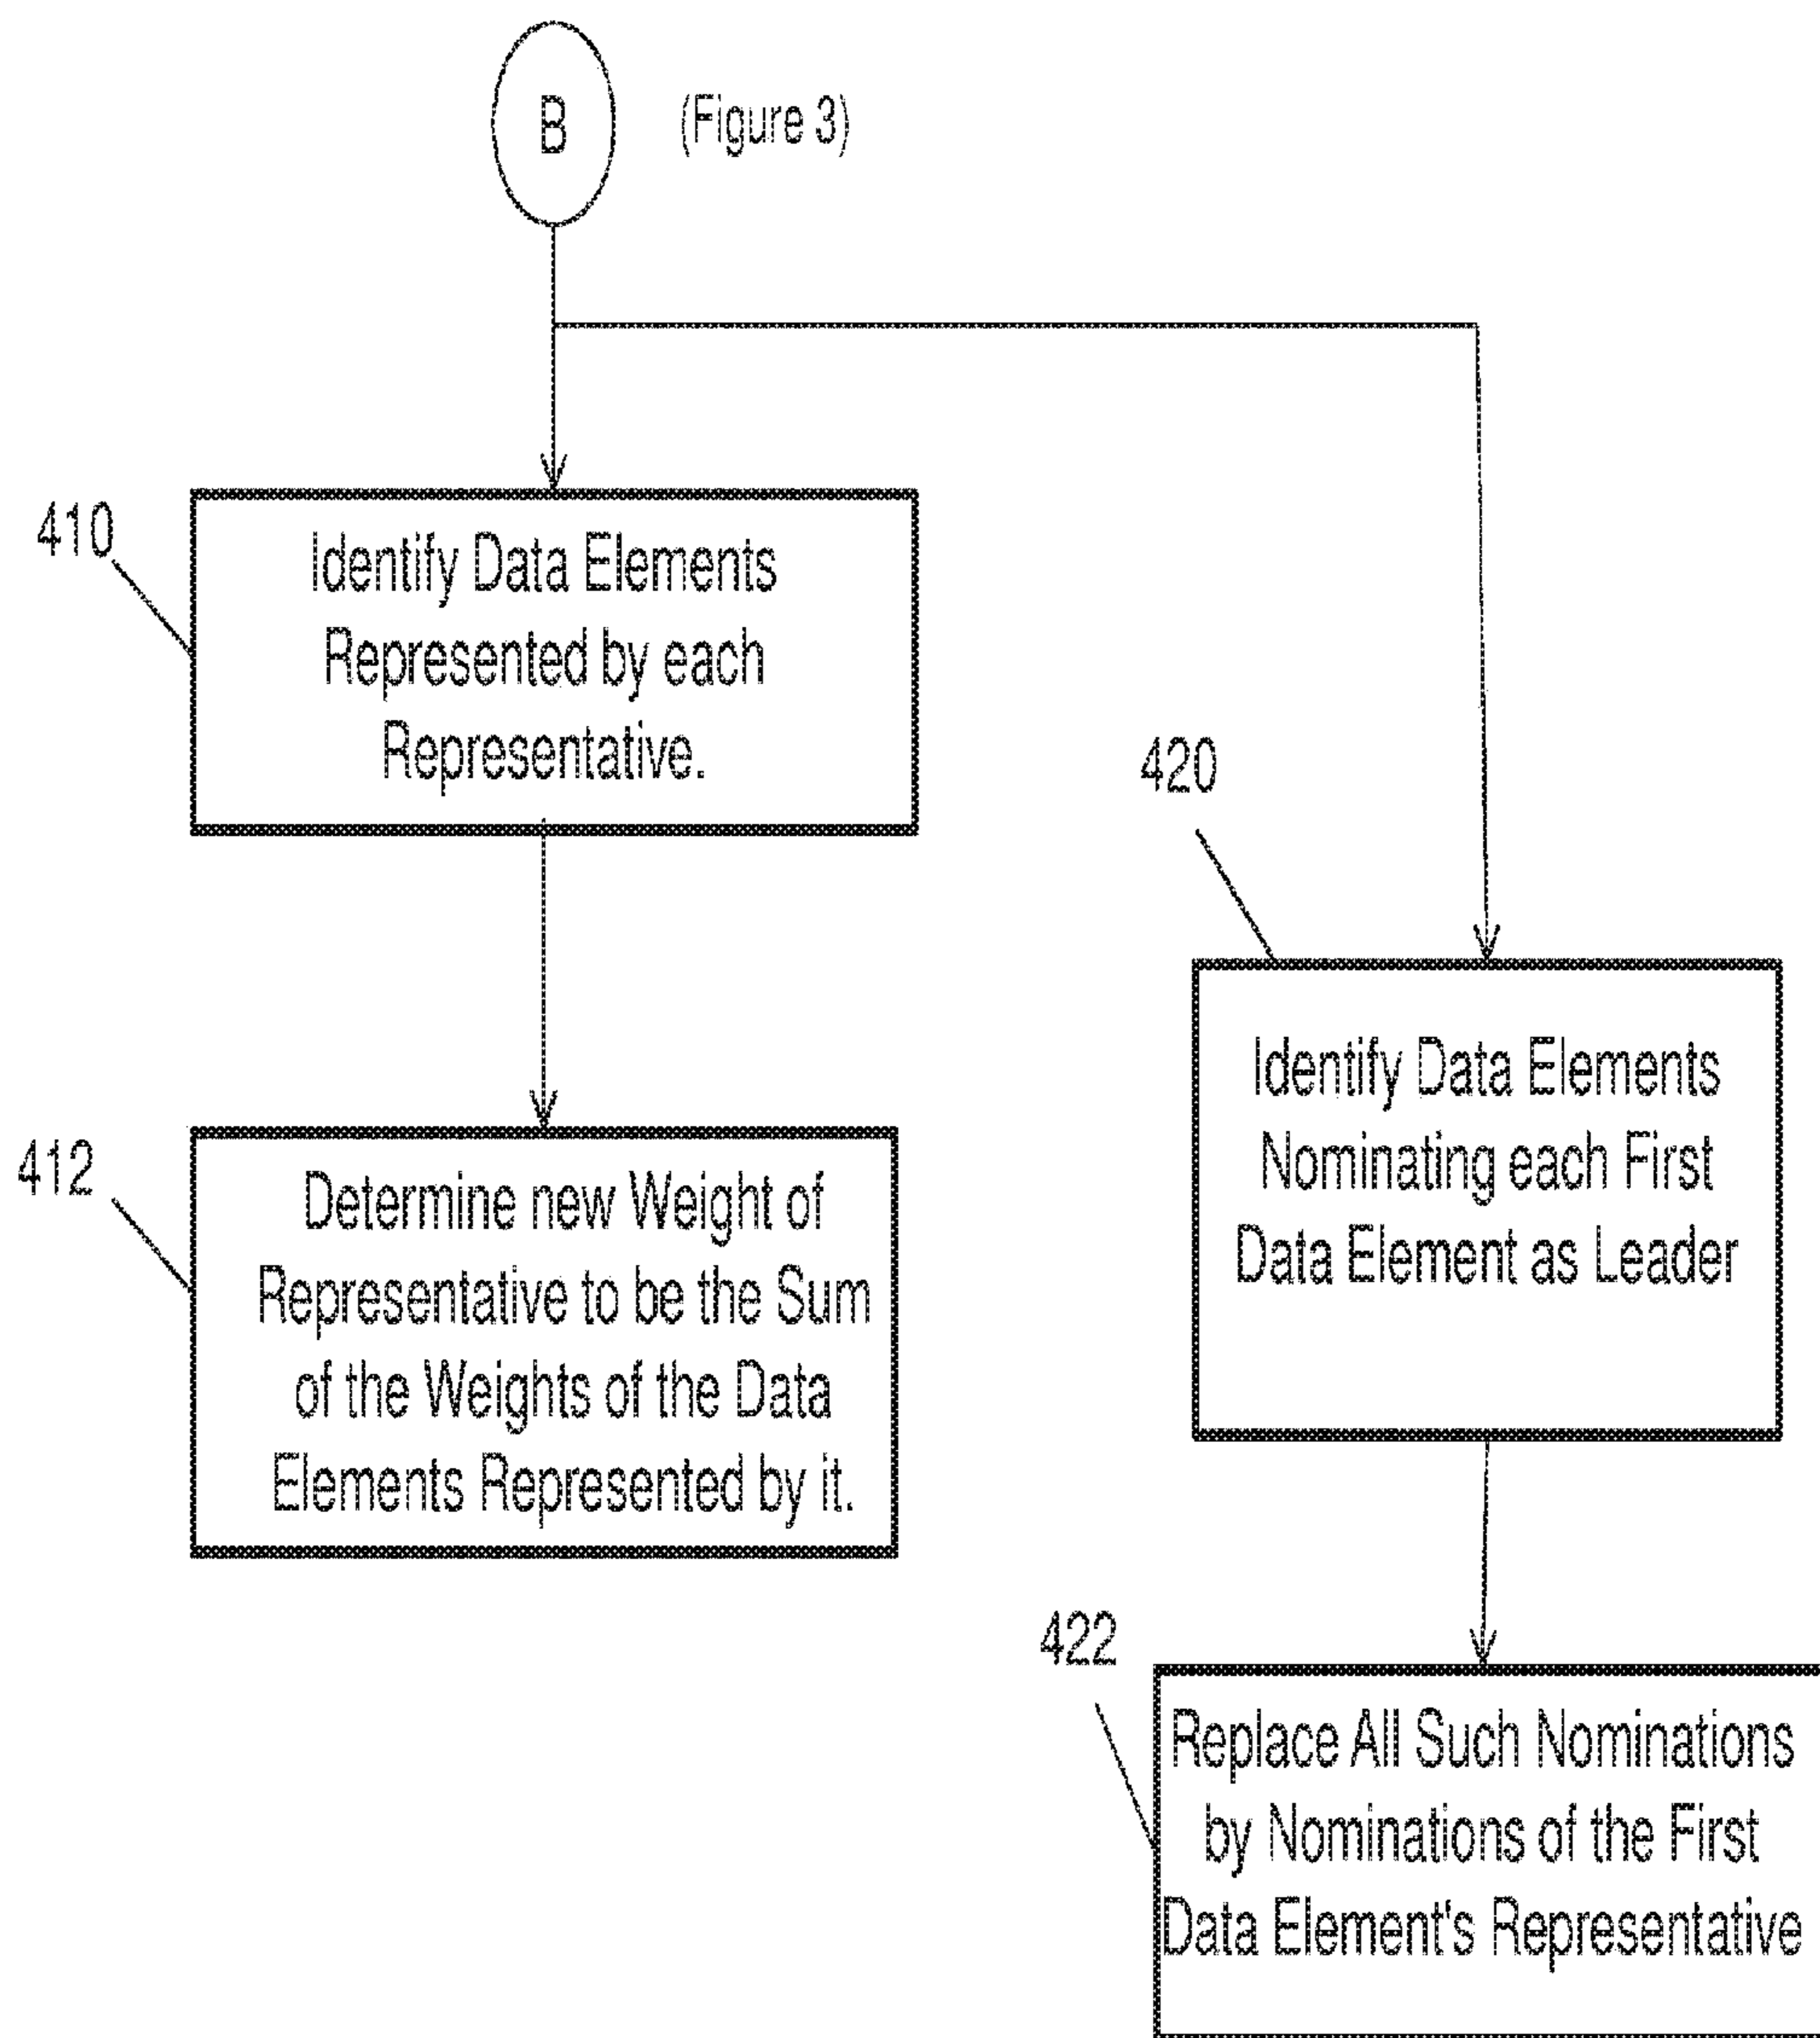 B
(Figure 3)
410
Identify Data Elements
Represented by each
Representative.
412
Determine new Weight of
Representative to be the Sum
of the Weights of the Data
Elements Represented by it.
420
Identify Data Elements
Nominating each First
Data Element as Leader
422
Replace All Such Nominations
by Nominations of the First
Data Element's Representative